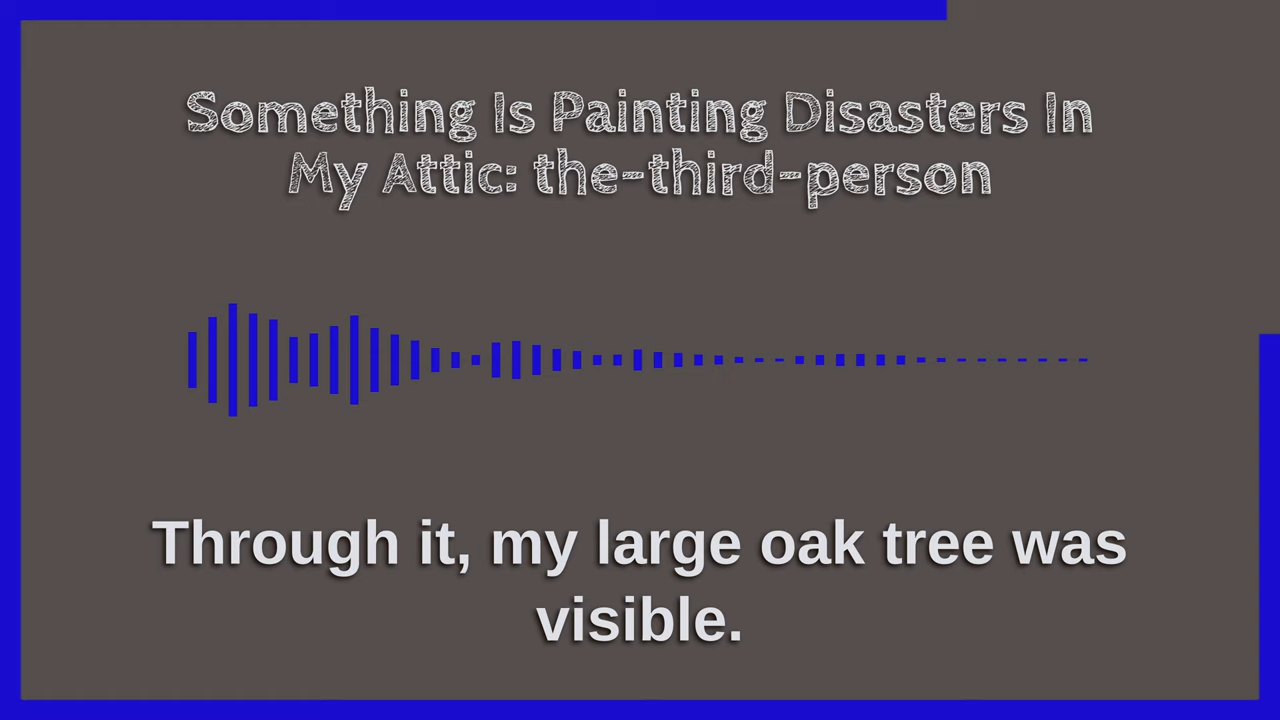 Something Is Painting Disasters In
My Attic: the-third-person
Through it, my large oak tree was
visible.